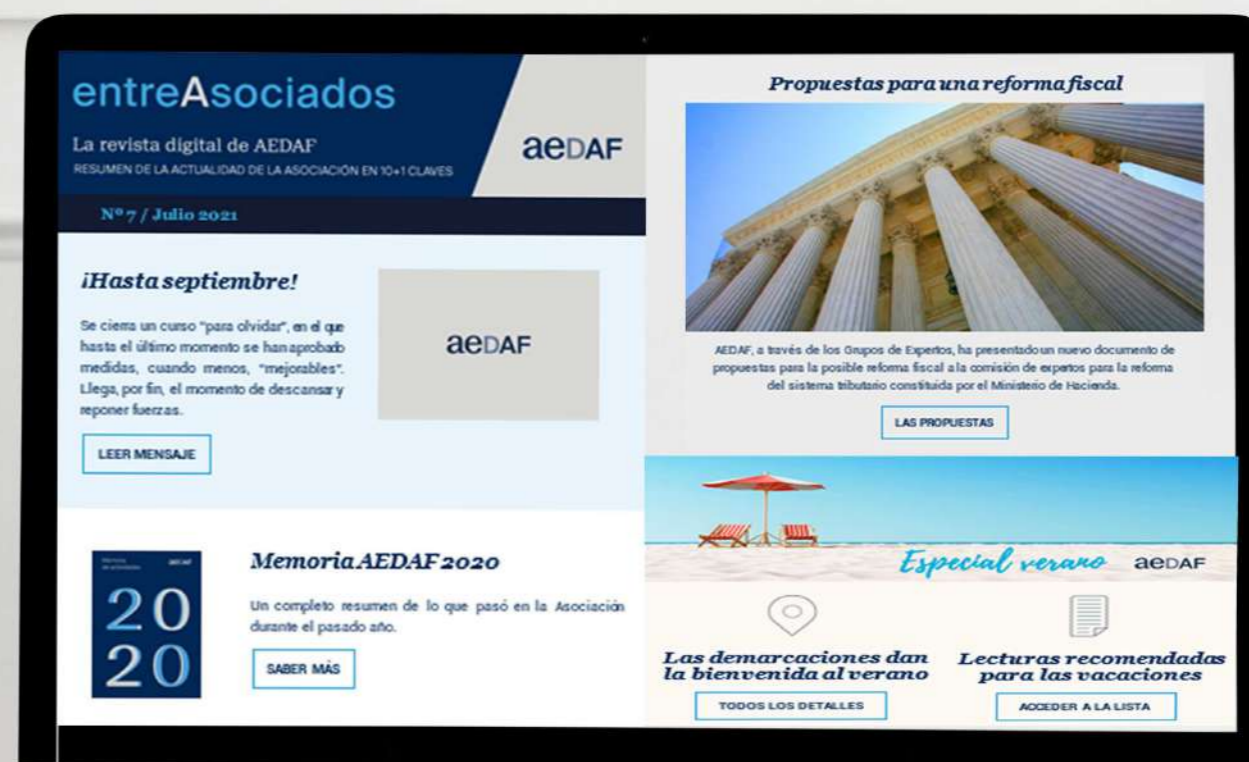 entreAsociados
La revista digital de AEDAF
RESUMEN DE LA ACTUALIDAD DE LA ASOCIACIÓN EN 10+1 CLAVES
aeDAF
Nº 7 / Julio 2021
¡Hasta septiembre!
Se cierra un curso "para olvidar", en el que
hasta el último momento se han aprobado
medidas, cuando menos, "mejorables".
Llega, por fin, el momento de descansar y
reponer fuerzas.
LEER MENSAJE
aeDAF
2020
Memoria AEDAF 2020
Un completo resumen de lo que pasó en la Asociación
durante el pasado año.
SABER MÁS
Propuestas para una reforma fiscal
AEDAF, a través de los Grupos de Expertos, ha presentado un nuevo documento de
propuestas para la posible reforma fiscal a la comisión de expertos para la reforma
del sistema tributario constituida por el Ministerio de Hacienda.
LAS PROPUESTAS
Especial verano aeDAF
Las demarcaciones dan
la bienvenida al verano
TODOS LOS DETALLES
Lecturas recomendadas
para las vacaciones
ACCEDER A LA LISTA